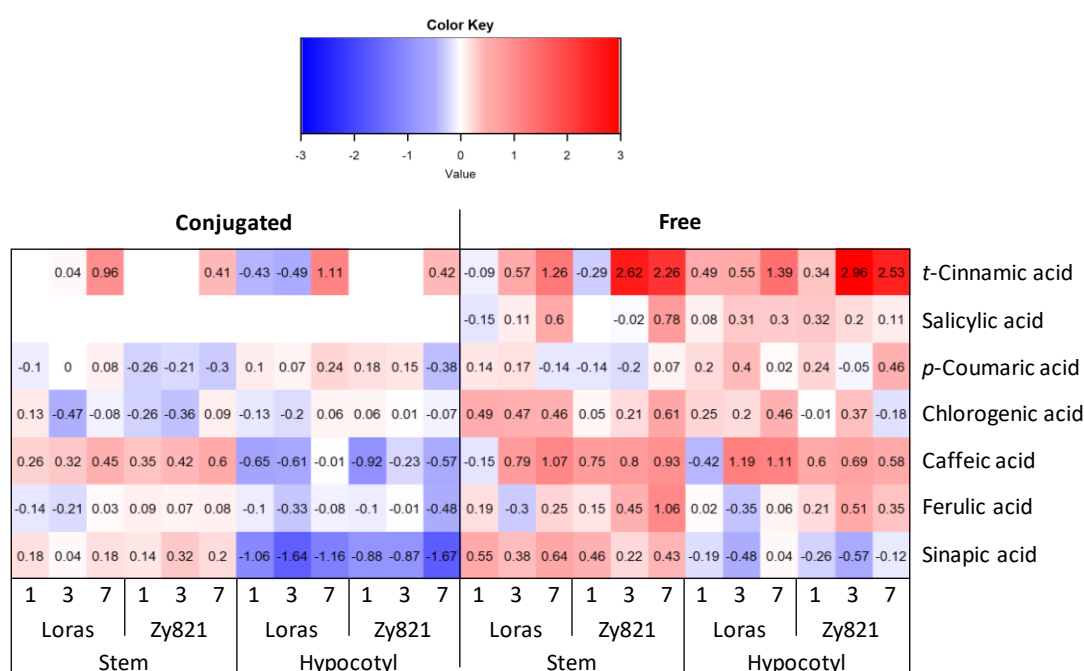 Color Key
-3 -2 -1 0 1 2 3
Value
Conjugated Free
0.04 0.96 0.41 -0.43 -0.49 1.11 0.42 -0.09 0.57 1.26 -0.29 2.62 2.26 0.49 0.55 1.39 0.34 2.96 2.53 t-Cinnamic acid
-0.15 0.11 0.6 -0.02 0.78 0.08 0.31 0.3 0.32 0.2 0.11 Salicylic acid
-0.1 0 0.08 -0.26 -0.21 -0.3 0.1 0.07 0.24 0.18 0.15 -0.38 0.14 0.17 -0.14 -0.14 -0.2 0.07 0.2 0.4 0.02 0.24 -0.05 0.46 p-Coumaric acid
0.13 -0.47 -0.08 -0.26 -0.36 0.09 -0.13 -0.2 0.06 0.06 0.01 -0.07 0.49 0.47 0.46 0.05 0.21 0.61 0.25 0.2 0.46 -0.01 0.37 -0.18 Chlorogenic acid
0.26 0.32 0.45 0.35 0.42 0.6 -0.65 -0.61 -0.01 -0.92 -0.23 -0.57 -0.15 0.79 1.07 0.75 0.8 0.93 -0.42 1.19 1.11 0.6 0.69 0.58 Caffeic acid
-0.14 -0.21 0.03 0.09 0.07 0.08 -0.1 -0.33 -0.08 -0.1 -0.01 -0.48 0.19 -0.3 0.25 0.15 0.45 1.06 0.02 -0.35 0.06 0.21 0.51 0.35 Ferulic acid
0.18 0.04 0.18 0.14 0.32 0.2 -1.06 -1.64 -1.16 -0.88 -0.87 -1.67 0.55 0.38 0.64 0.46 0.22 0.43 -0.19 -0.48 0.04 -0.26 -0.57 -0.12 Sinapic acid
1 3 7 1 3 7 1 3 7 1 3 7 1 3 7 1 3 7 1 3 7 1 3 7
Loras Zy821 Loras Zy821 Loras Zy821 Loras Zy821
Stem Hypocotyl Stem Hypocotyl